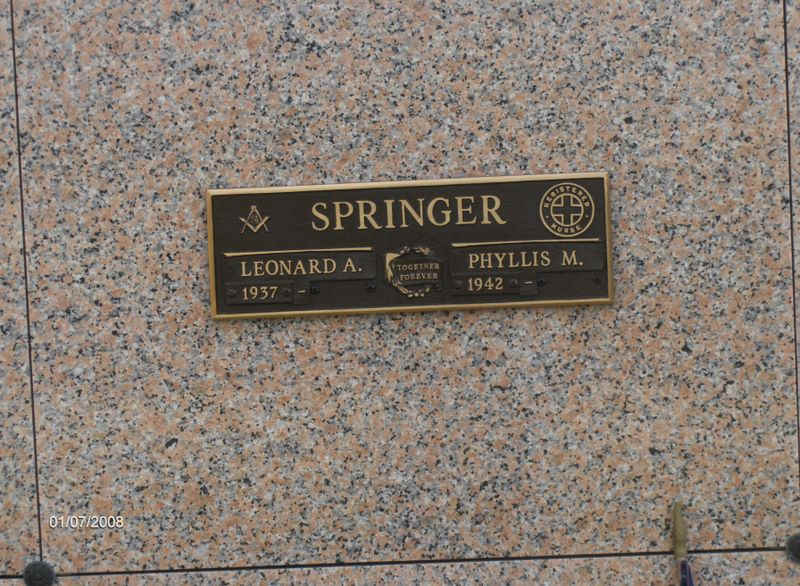 SPRINGER
REGISTERED NURSE
LEONARD A.
TOGETHER
FOREVER
PHYLLIS M.
1937 –
1942 –
01/07/2008